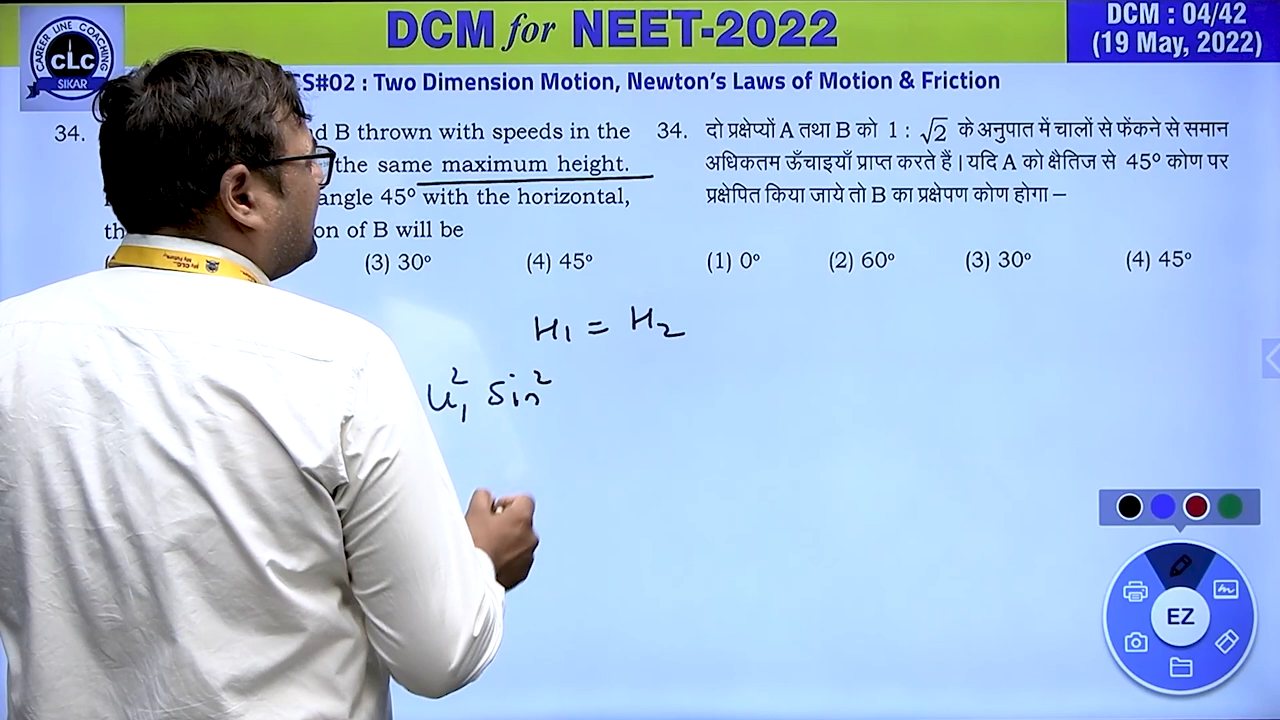 DCM for NEET-2022
DCM : 04/42
(19 May, 2022)
CAREER LINE COACHING
CLC
SIKAR
ES#02 : Two Dimension Motion, Newton's Laws of Motion & Friction
34.
B thrown with speeds in the
the same maximum height.
angle 45° with the horizontal,
of B will be
(3) 30° (4) 45°
34. दो प्रक्षेप्यों A तथा B को 1 : √2 के अनुपात में चालों से फेंकने से समान
अधिकतम ऊँचाइयाँ प्राप्त करते हैं। यदि A को क्षैतिज से 45° कोण पर
प्रक्षेपित किया जाये तो B का प्रक्षेपण कोण होगा –
(1) 0° (2) 60° (3) 30° (4) 45°
H₁ = H₂
u₁² Sin²
EZ